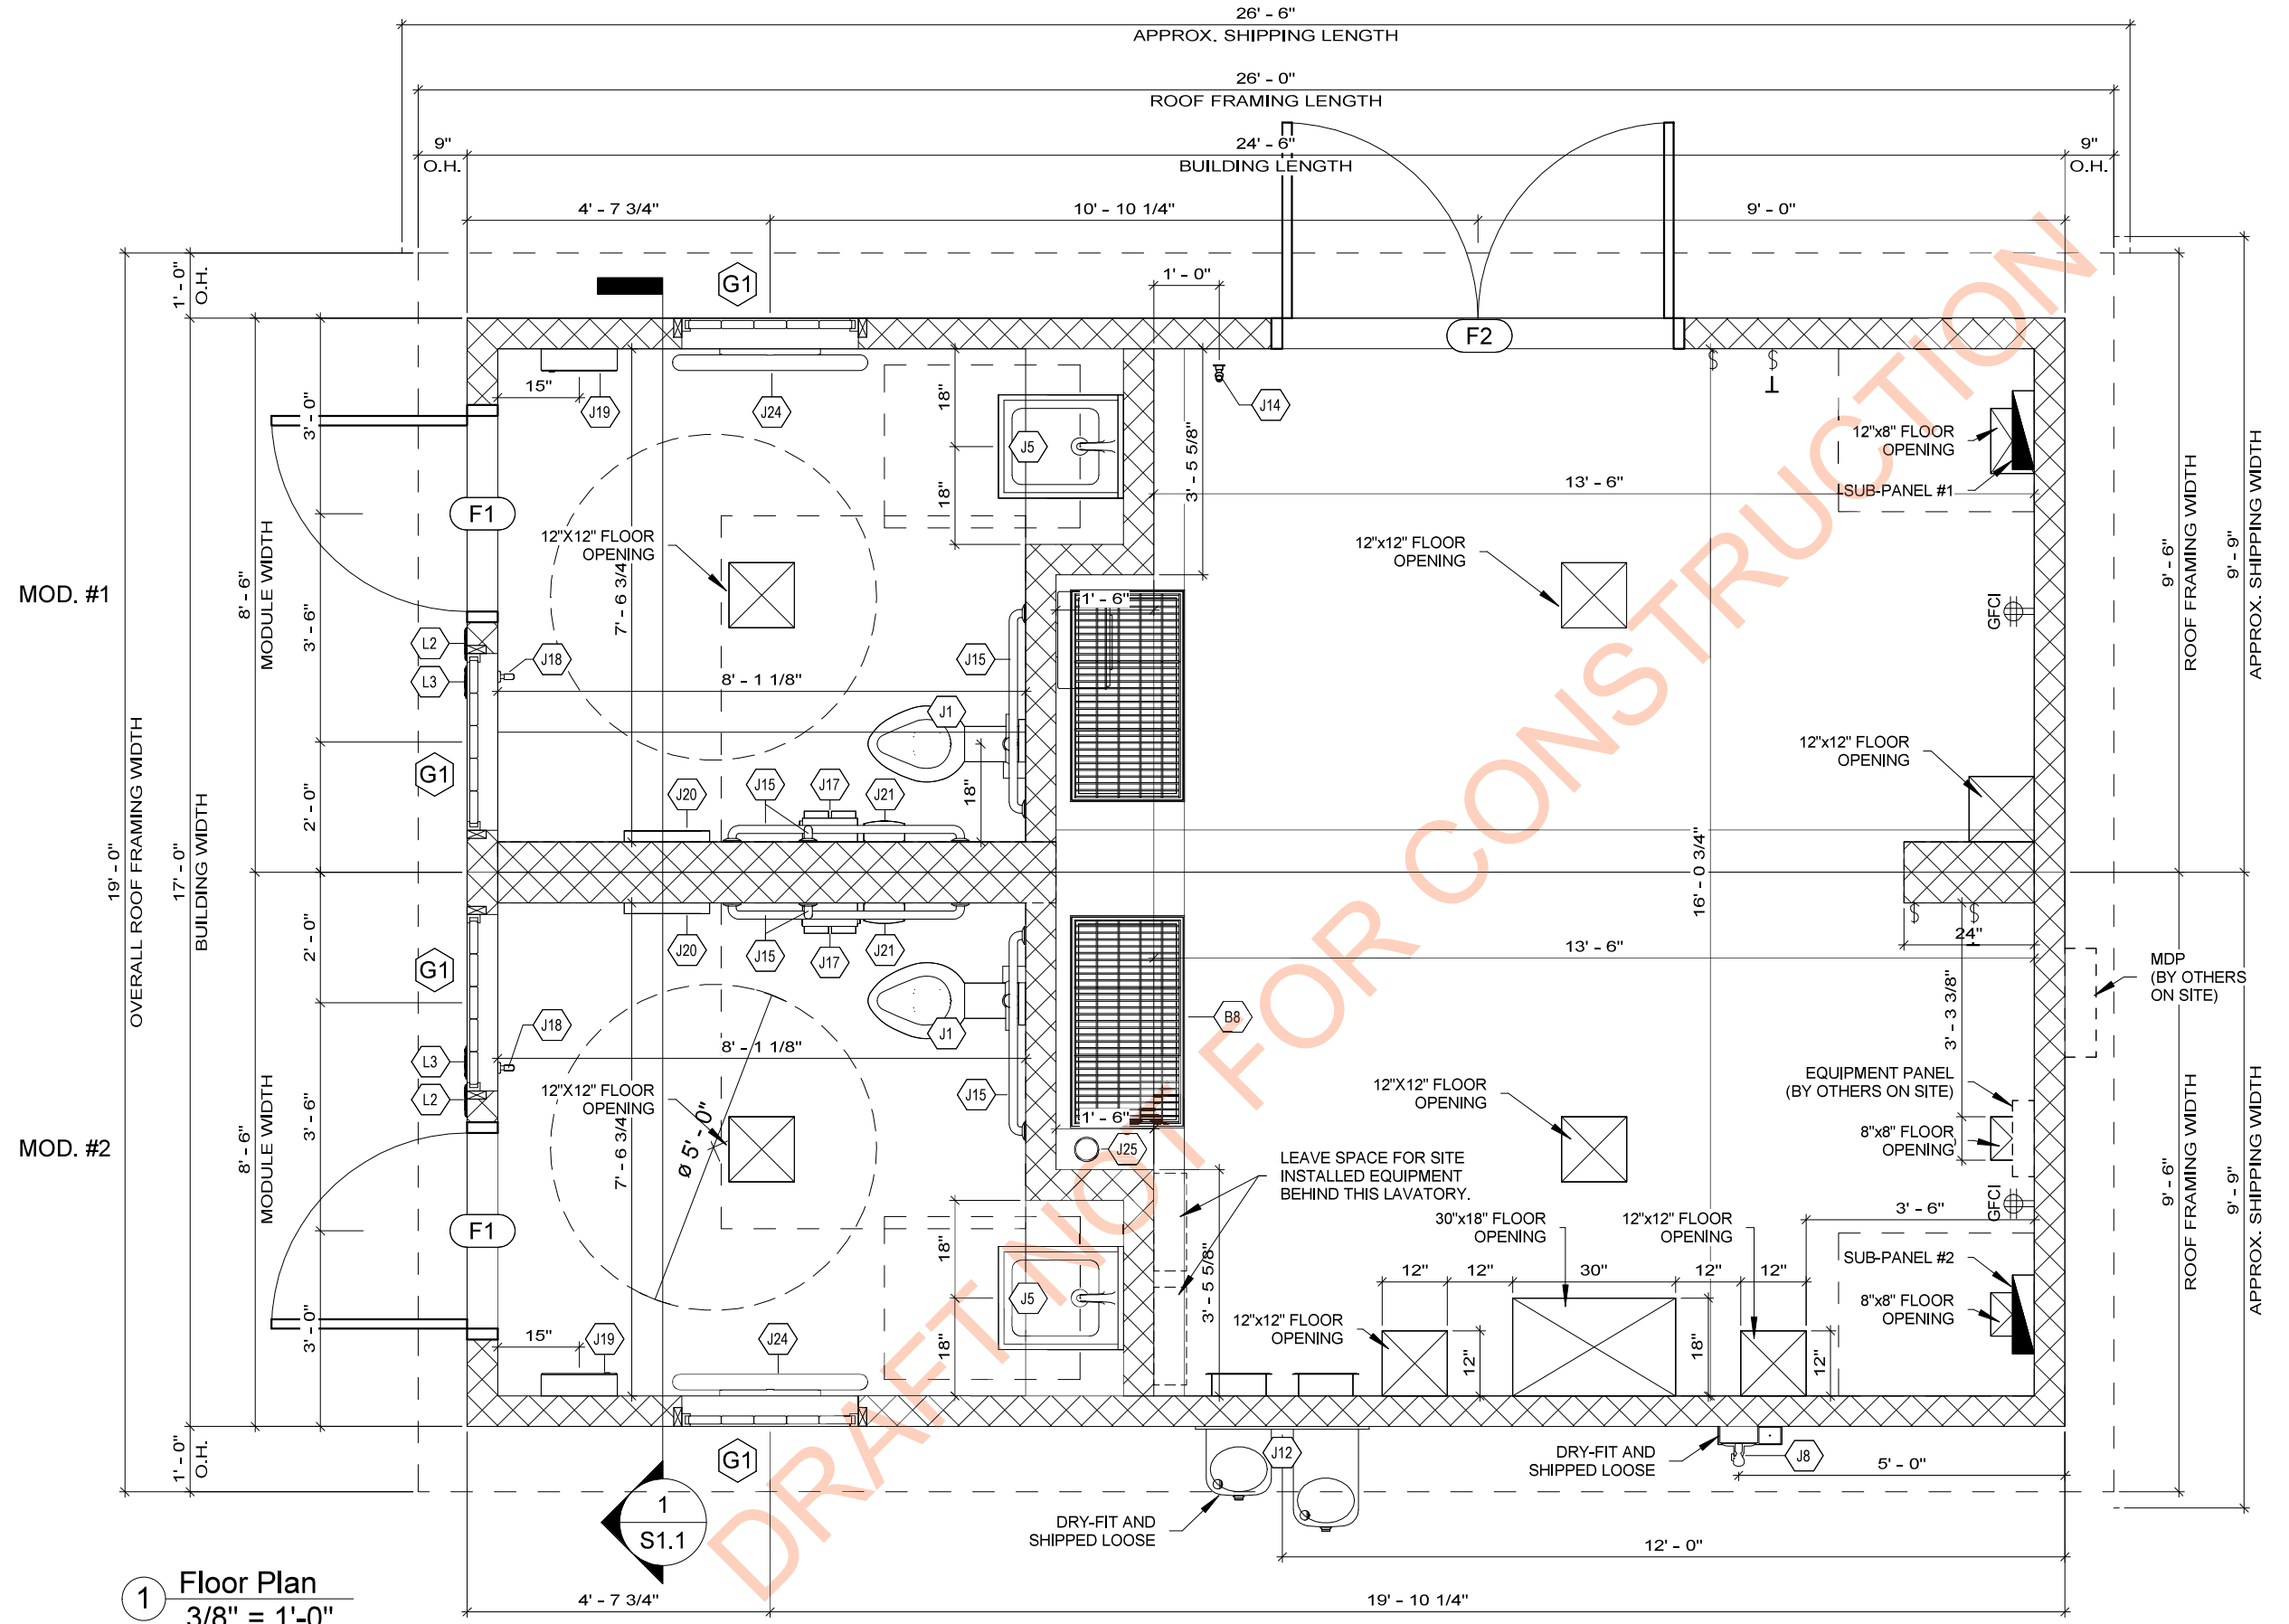 26' - 6"
APPROX. SHIPPING LENGTH
26' - 0"
ROOF FRAMING LENGTH
9"
O.H.
24' - 6"
BUILDING LENGTH
9"
O.H.
4' - 7 3/4"
10' - 10 1/4"
9' - 0"
1' - 0"
O.H.
G1
1' - 0"
F2
15"
J19
J24
18"
J5
18"
J14
3' - 5 5/8"
12"x8" FLOOR
OPENING
SUB-PANEL #1
13' - 6"
3' - 0"
F1
12"X12" FLOOR
OPENING
7' - 6 3/4"
12"x12" FLOOR
OPENING
MOD. #1
8' - 6"
MODULE WIDTH
3' - 6"
1' - 6"
GFCI
9' - 6"
ROOF FRAMING WIDTH
9' - 9"
APPROX. SHIPPING WIDTH
L2
L3
J18
J15
8' - 1 1/8"
J1
12"x12" FLOOR
OPENING
G1
2' - 0"
J20
J15
J17
J21
18"
19' - 0"
OVERALL ROOF FRAMING WIDTH
17' - 0"
BUILDING WIDTH
16' - 0 3/4"
2' - 0"
G1
J20
J15
J17
J21
13' - 6"
24"
MDP
(BY OTHERS
ON SITE)
J18
J1
B8
3' - 3 3/8"
L3
L2
8' - 1 1/8"
J15
12"X12" FLOOR
OPENING
ø 5' - 0"
12"X12" FLOOR
OPENING
EQUIPMENT PANEL
(BY OTHERS ON SITE)
1' - 6"
J25
8"x8" FLOOR
OPENING
MOD. #2
8' - 6"
MODULE WIDTH
3' - 6"
7' - 6 3/4"
LEAVE SPACE FOR SITE
INSTALLED EQUIPMENT
BEHIND THIS LAVATORY.
GFCI
9' - 6"
ROOF FRAMING WIDTH
9' - 9"
APPROX. SHIPPING WIDTH
F1
18"
3' - 5 5/8"
30"x18" FLOOR
OPENING
12"x12" FLOOR
OPENING
3' - 6"
SUB-PANEL #2
12"
12"
30"
12"
12"
J5
12"x12" FLOOR
OPENING
8"x8" FLOOR
OPENING
3' - 0"
15"
J19
J24
18"
12"
18"
12"
1' - 0"
O.H.
G1
J12
DRY-FIT AND
SHIPPED LOOSE
J8
5' - 0"
1
S1.1
DRY-FIT AND
SHIPPED LOOSE
12' - 0"
1
Floor Plan
3/8" = 1'-0"
4' - 7 3/4"
19' - 10 1/4"
DRAFT NOT FOR CONSTRUCTION